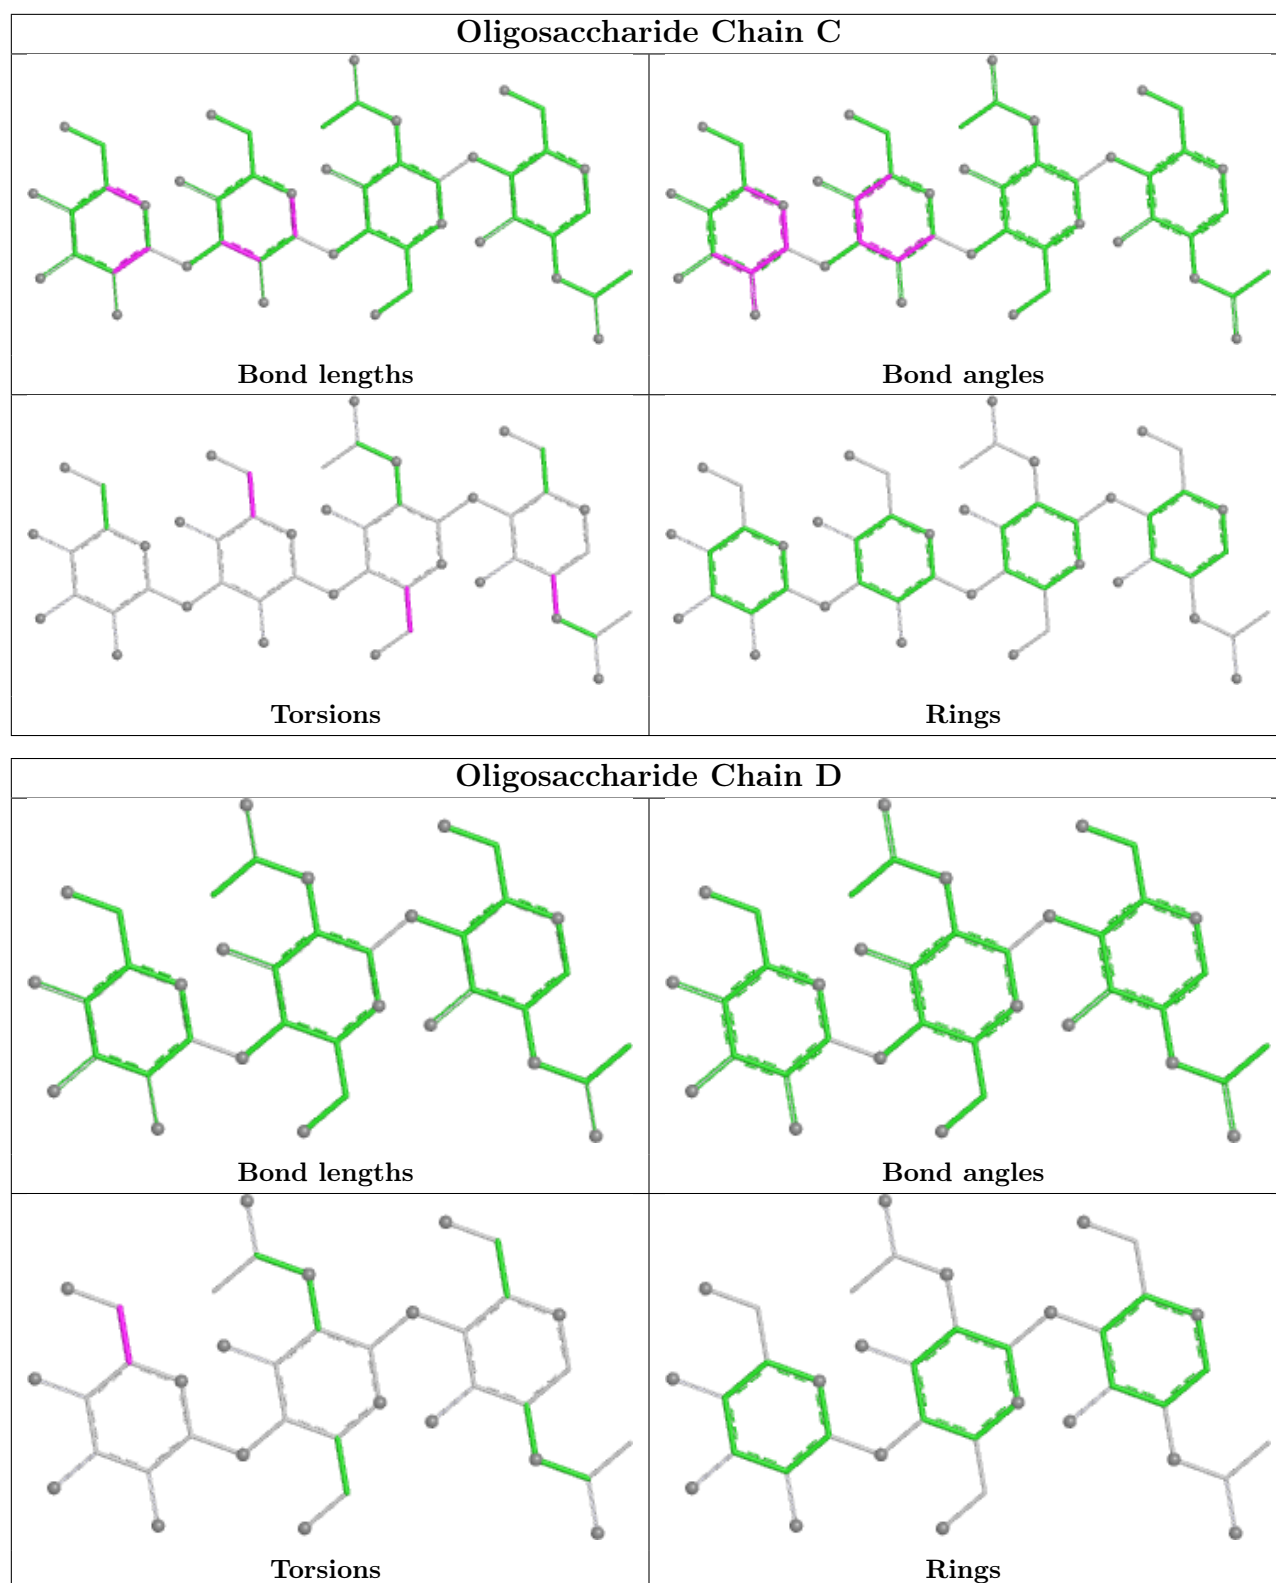 Oligosaccharide Chain C
Bond lengths
Bond angles
Torsions
Rings
Oligosaccharide Chain D
Bond lengths
Bond angles
Torsions
Rings